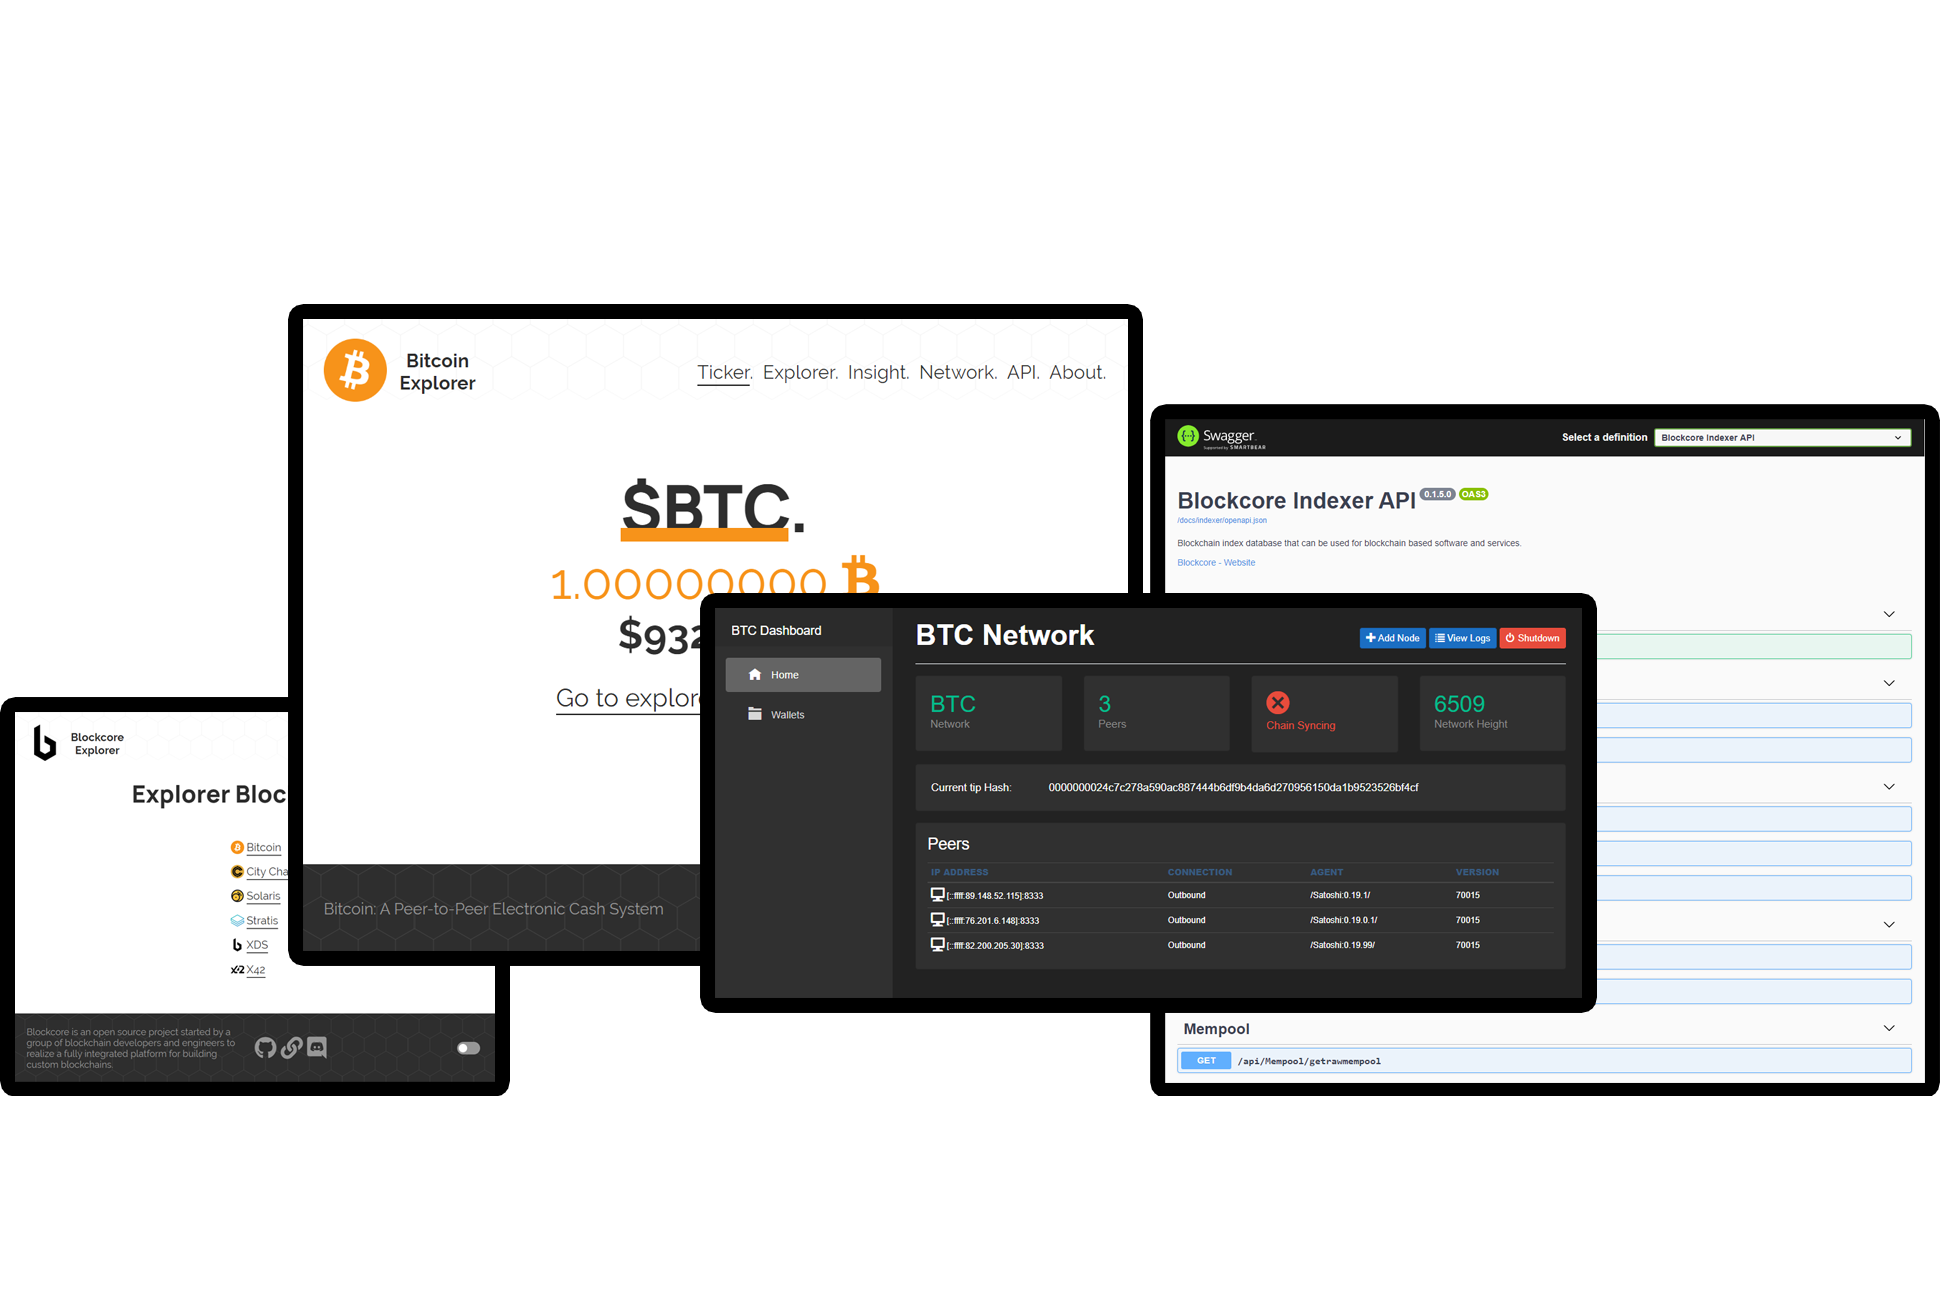 Bitcoin
Explorer
Ticker. Explorer. Insight. Network. API. About.
$BTC.
1.00000000
$932
Go to explore
Bitcoin: A Peer-to-Peer Electronic Cash System
Blockcore
Explorer
Explorer Bloc
Bitcoin
City Cha
Solaris
Stratis
XDS
X42
Blockcore is an open source project started by a
group of blockchain developers and engineers to
realize a fully integrated platform for building
custom blockchains.
BTC Dashboard
Home
Wallets
BTC Network
Add Node View Logs Shutdown
BTC
Network
3
Peers
Chain Syncing
6509
Network Height
Current tip Hash: 0000000024c7c278a590ac887444b6df9b4da6d270956150da1b9523526bf4cf
Peers
IP ADDRESS CONNECTION AGENT VERSION
[::ffff:89.148.52.115]:8333 Outbound /Satoshi:0.19.1/ 70015
[::ffff:76.201.6.148]:8333 Outbound /Satoshi:0.19.0.1/ 70015
[::ffff:82.200.205.30]:8333 Outbound /Satoshi:0.19.99/ 70015
Swagger.
Supported by SMARTBEAR
Select a definition Blockcore Indexer API
Blockcore Indexer API 0.1.5.0 OAS3
/docs/indexer/openapi.json
Blockchain index database that can be used for blockchain based software and services.
Blockcore - Website
Mempool
GET /api/Mempool/getrawmempool